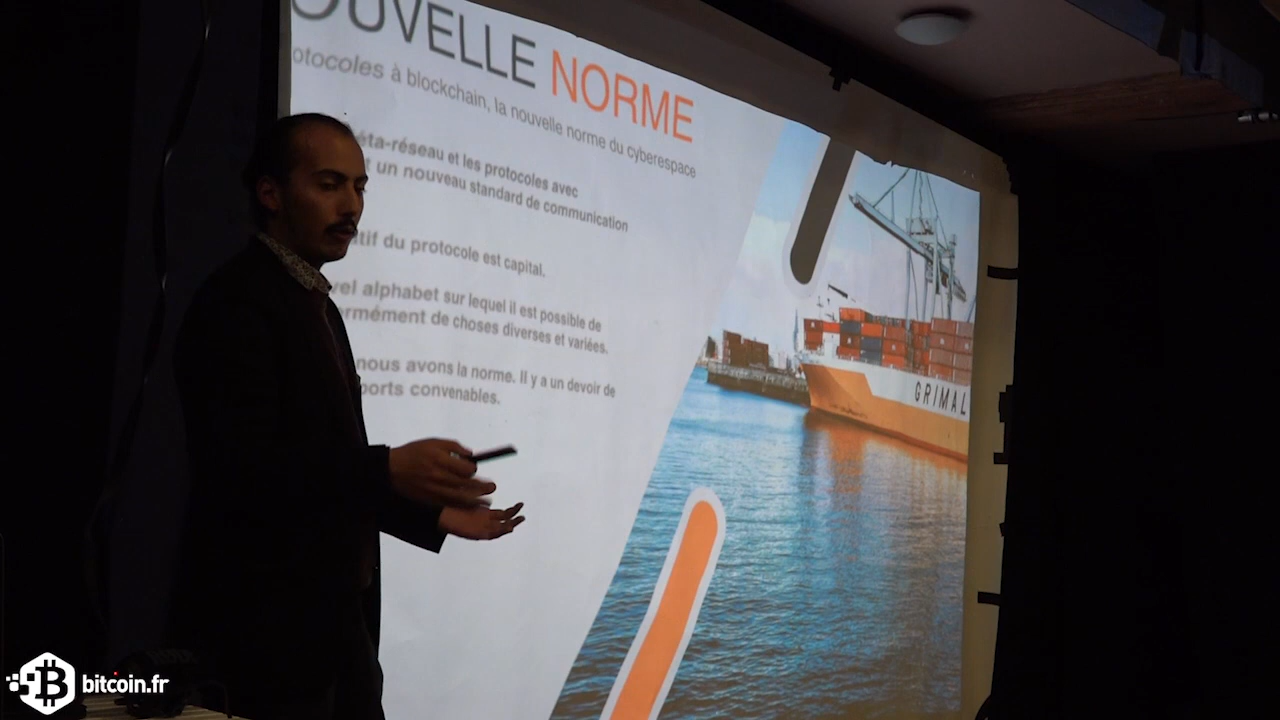 OUVELLE NORME
otocoles à blockchain, la nouvelle norme du cyberespace
éta-réseau et les protocoles avec
t un nouveau standard de communication
atif du protocole est capital.
vel alphabet sur lequel il est possible de
rmément de choses diverses et variées.
nous avons la norme. Il y a un devoir de
ports convenables.
GRIMAL
bitcoin.fr